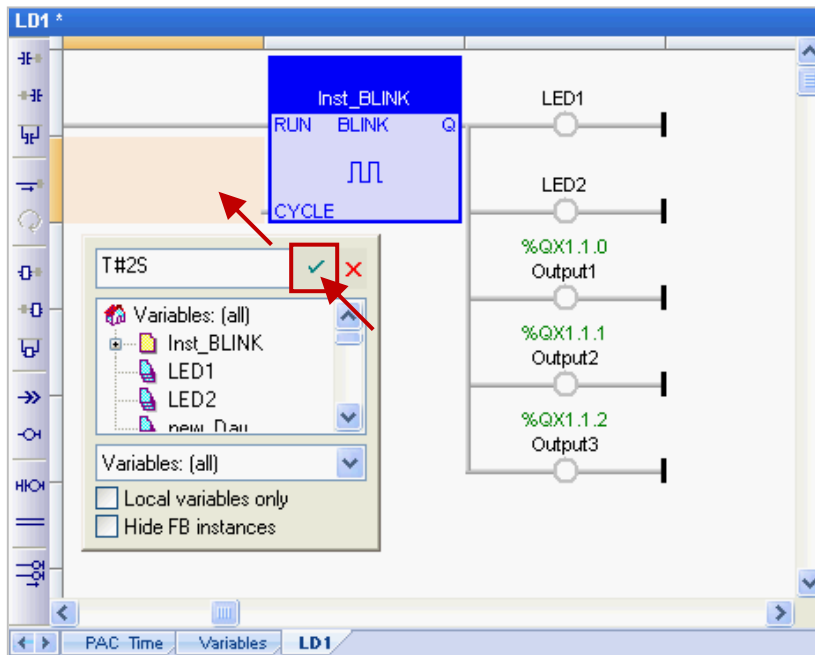 LD1 *
Inst_BLINK
RUN BLINK Q
CYCLE
LED1
LED2
%QX1.1.0
Output1
%QX1.1.1
Output2
%QX1.1.2
Output3
T#2S
Variables: (all)
Inst_BLINK
LED1
LED2
new_Day
Variables: (all)
Local variables only
Hide FB instances
PAC Time Variables LD1